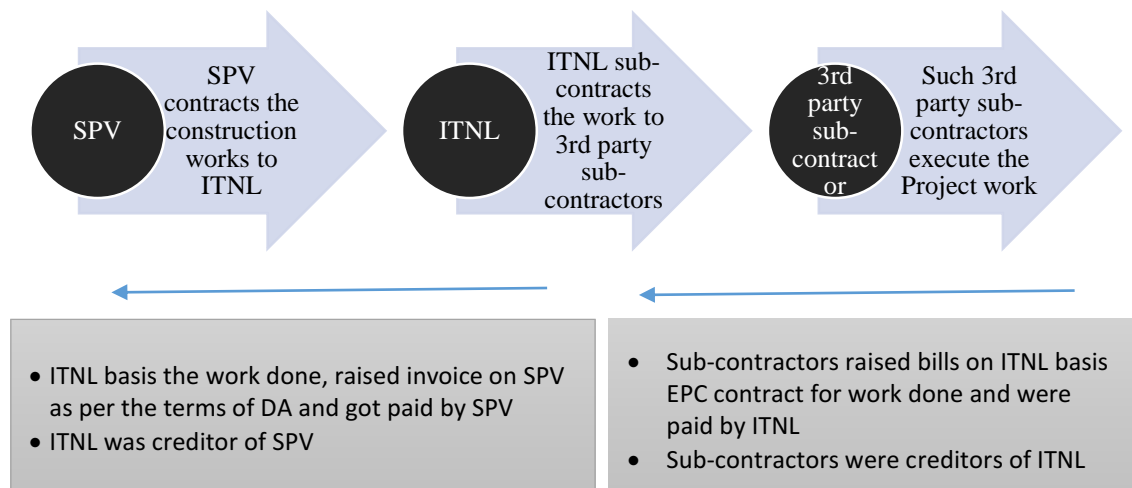 SPV
SPV
contracts the
construction
works to
ITNL
ITNL
ITNL sub-
contracts
the work to
3rd party
sub-
contractors
3rd
party
sub-
contract
or
Such 3rd
party sub-
contractors
execute the
Project work
• ITNL basis the work done, raised invoice on SPV
as per the terms of DA and got paid by SPV
• ITNL was creditor of SPV
• Sub-contractors raised bills on ITNL basis
EPC contract for work done and were
paid by ITNL
• Sub-contractors were creditors of ITNL